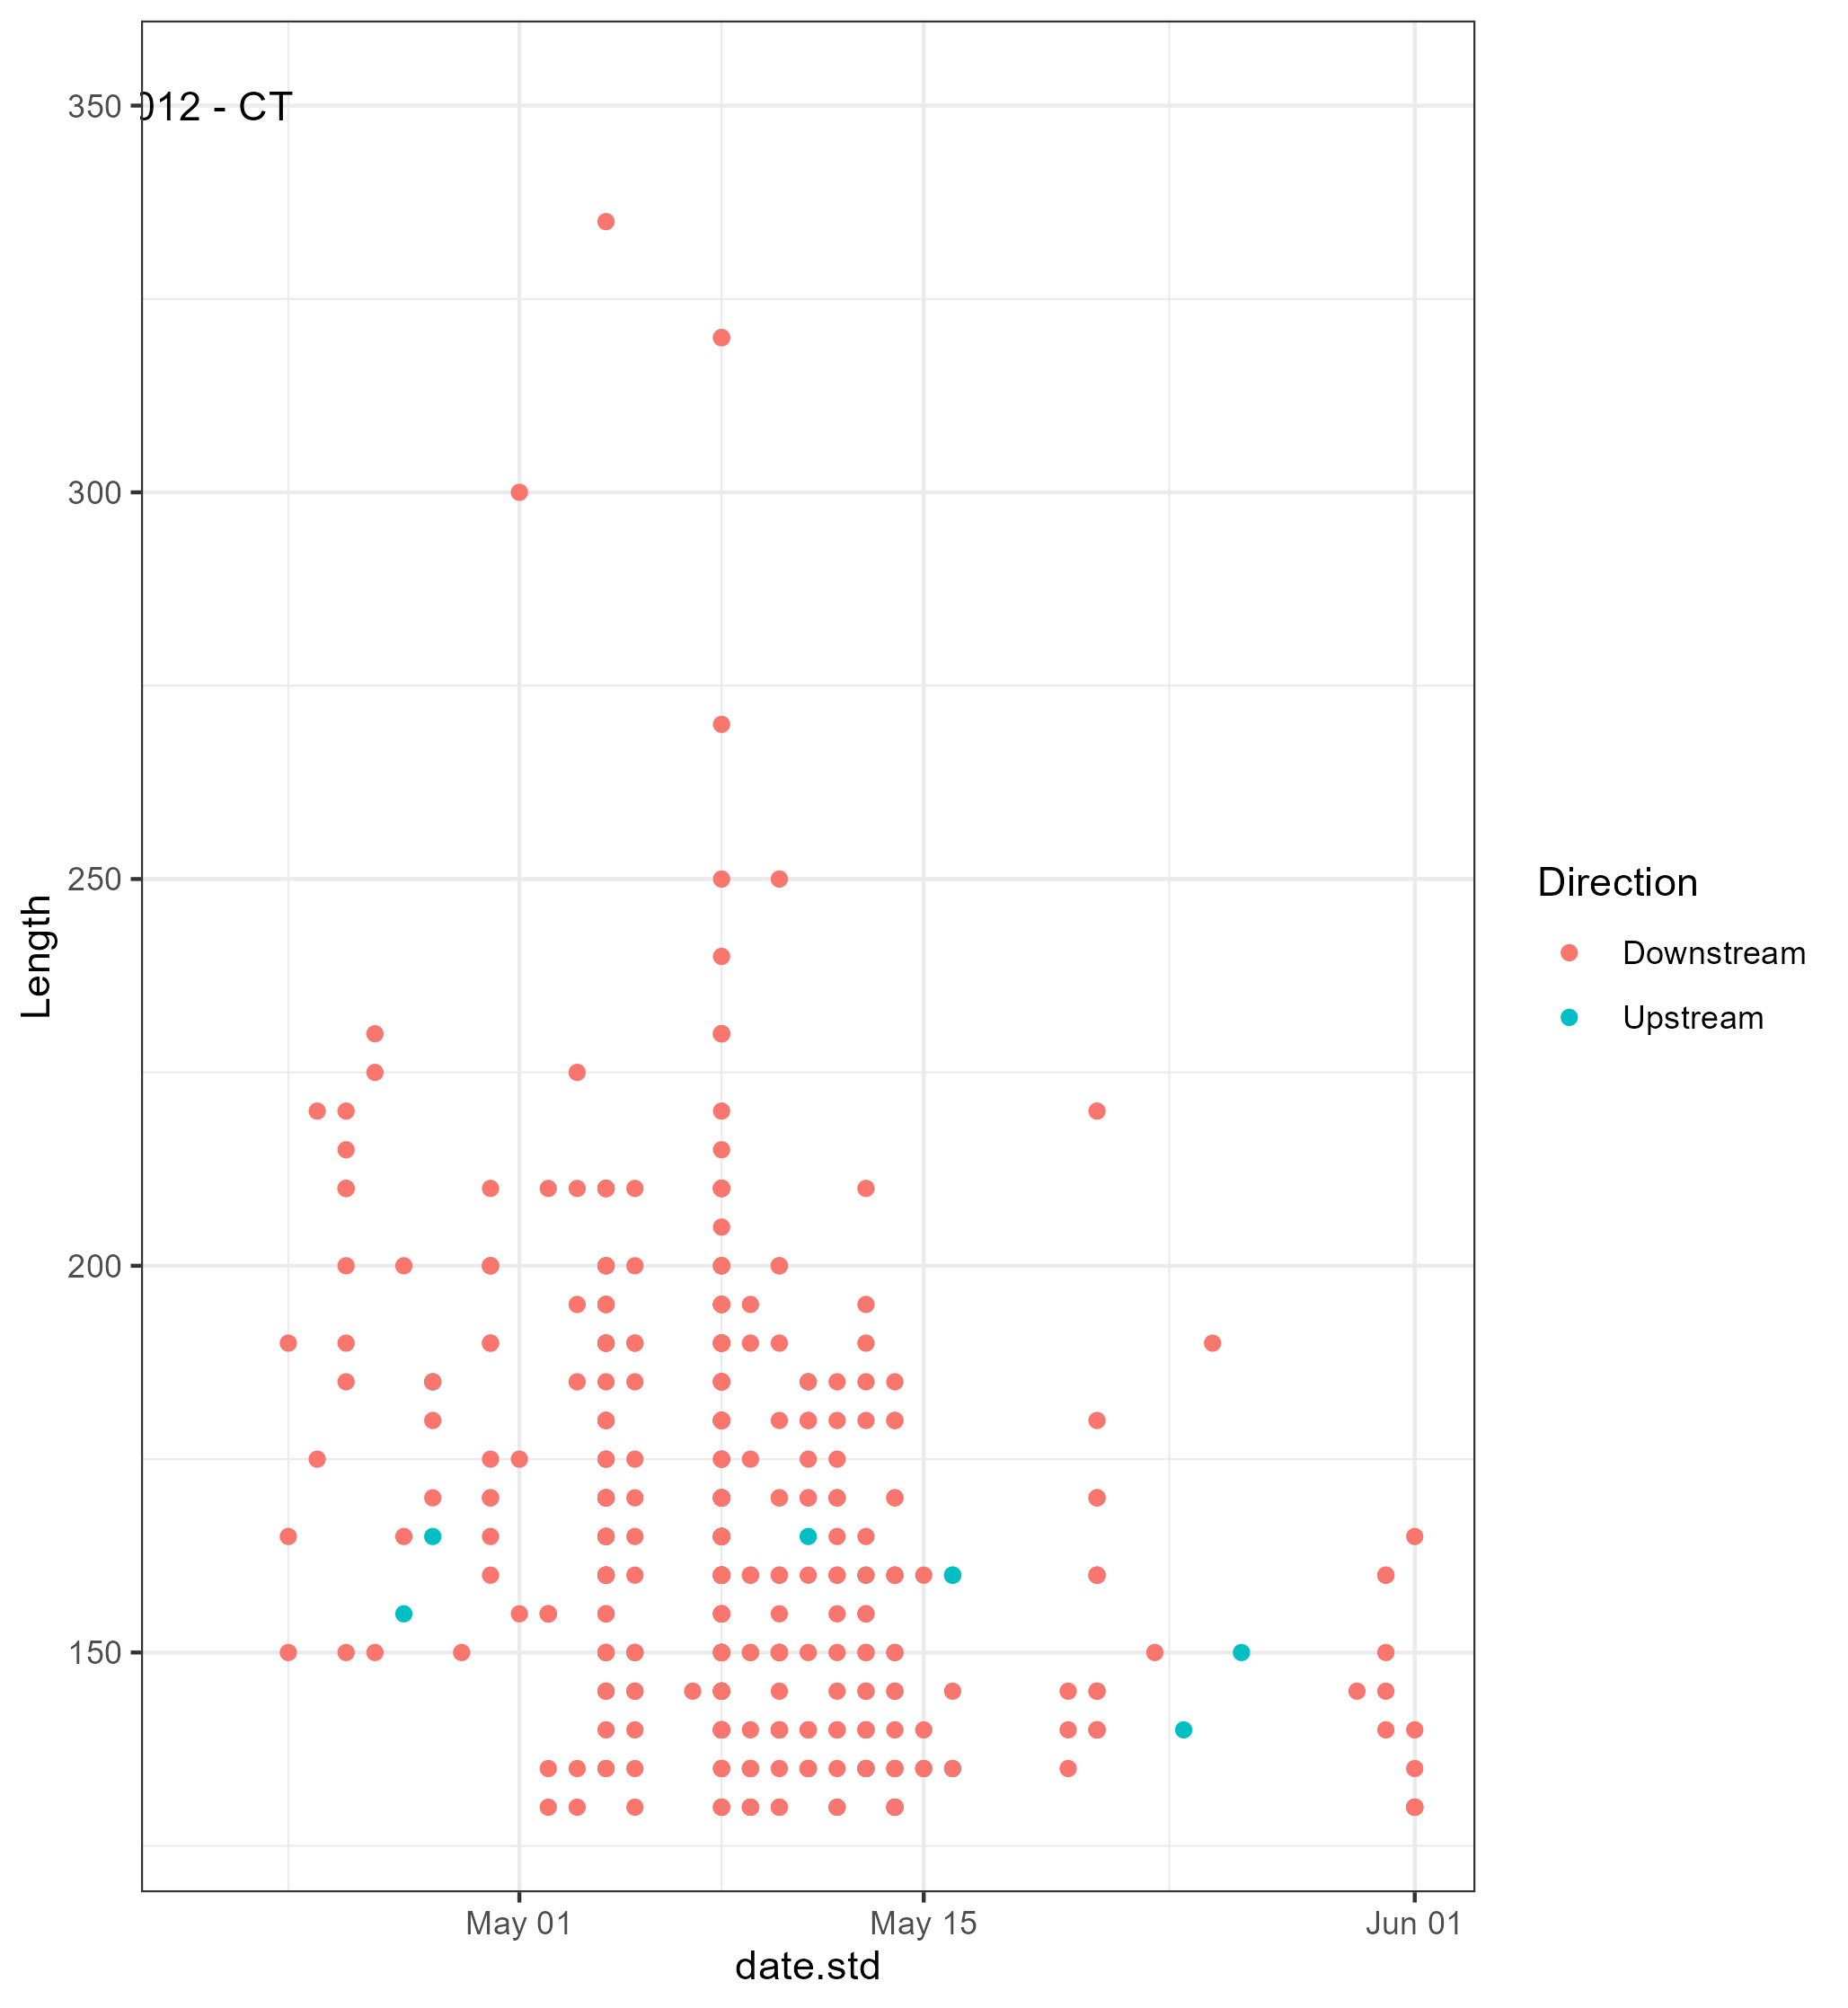 350
012 - CT
300
250
200
150
Length
May 01
May 15
Jun 01
date.std
Direction
Downstream
Upstream